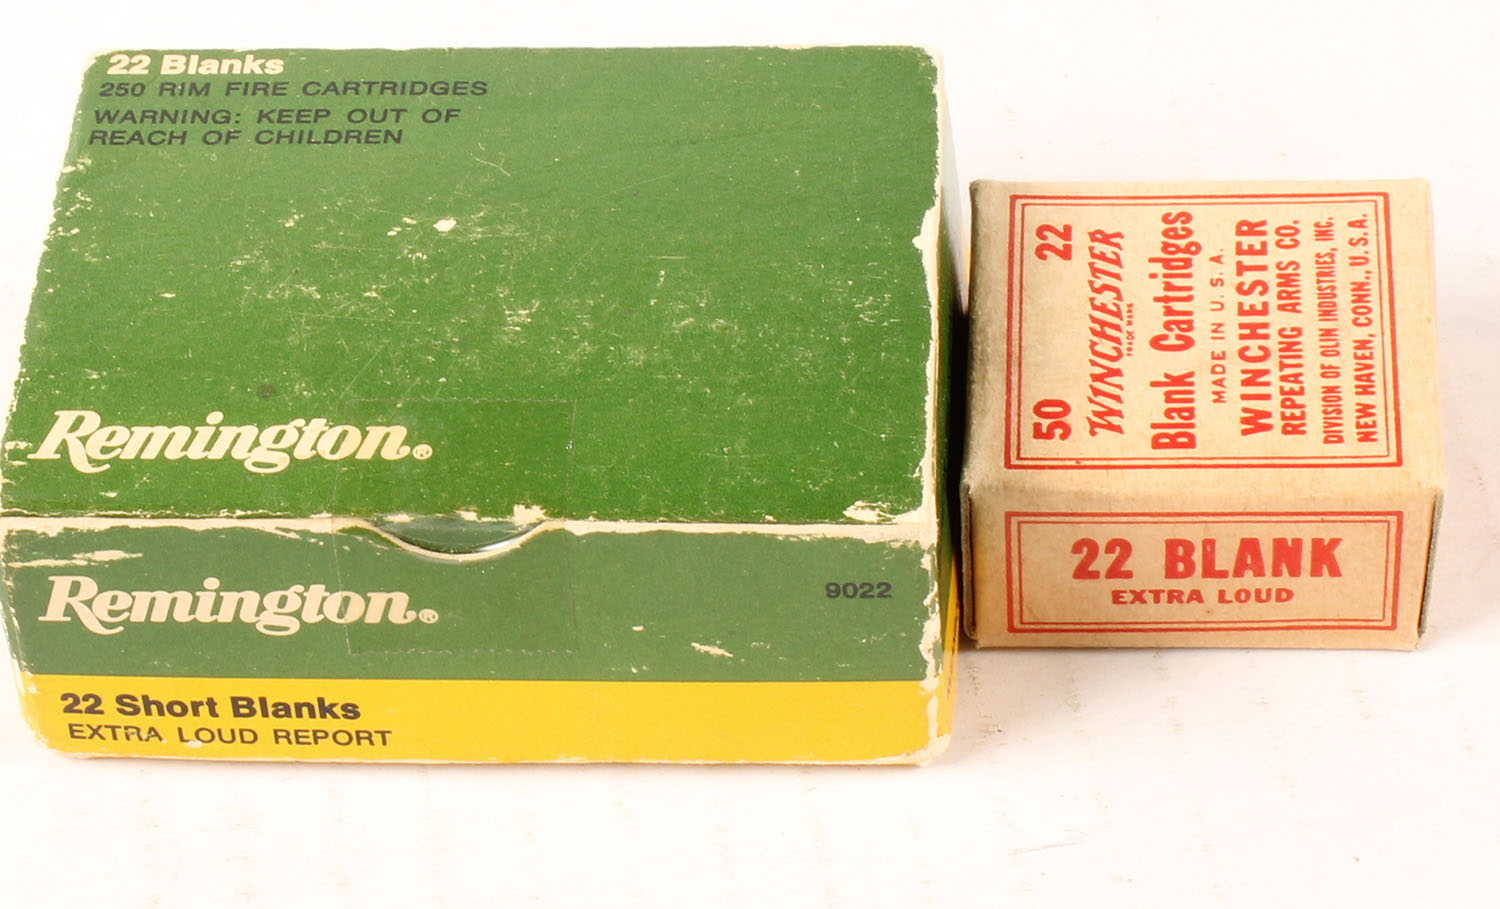 22 Blanks
250 RIM FIRE CARTRIDGES
WARNING: KEEP OUT OF
REACH OF CHILDREN
Remington®
Remington®
9022
22 Short Blanks
EXTRA LOUD REPORT
50 22
WINCHESTER
TRADE MARK
Blank Cartridges
MADE IN U.S.A.
WINCHESTER
REPEATING ARMS CO.
DIVISION OF OLIN INDUSTRIES, INC.
NEW HAVEN, CONN., U.S.A.
22 BLANK
EXTRA LOUD